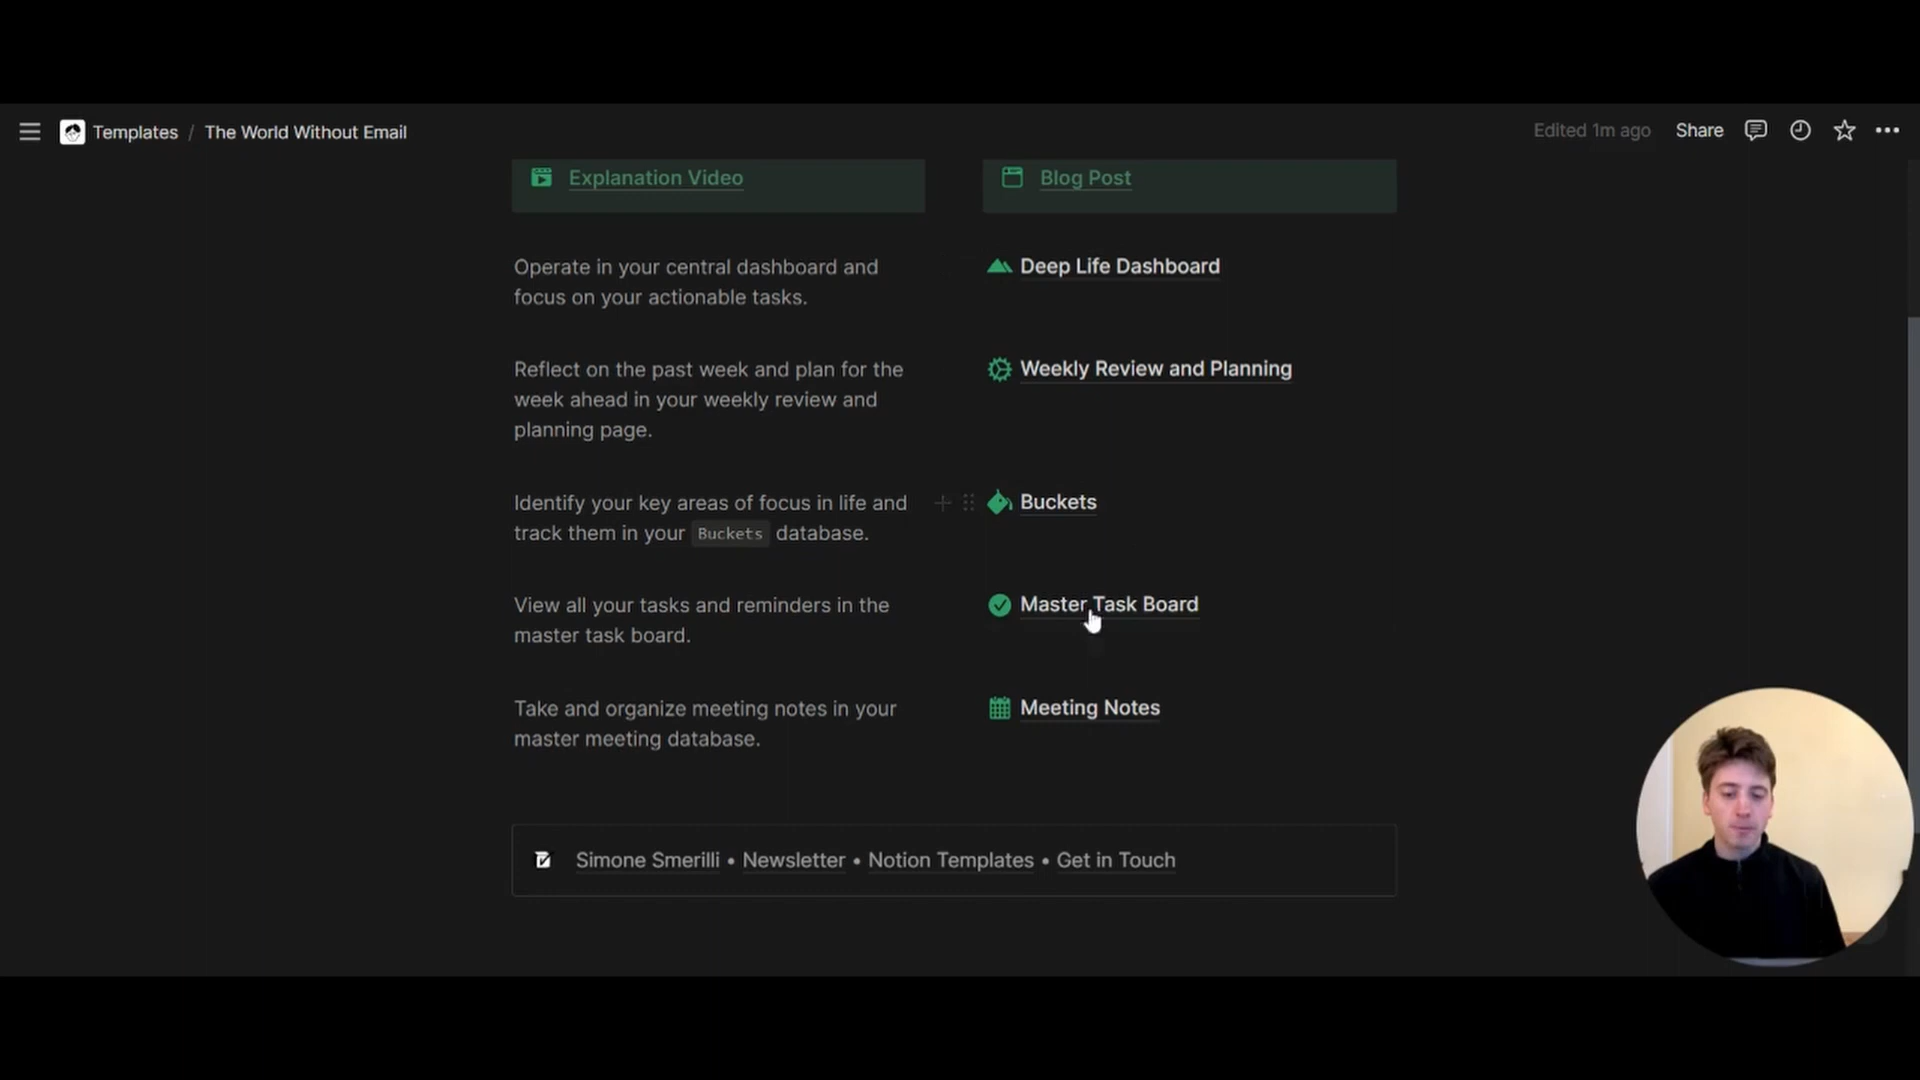 Templates / The World Without Email
Edited 1m ago Share
Explanation Video
Blog Post
Operate in your central dashboard and
focus on your actionable tasks.
Deep Life Dashboard
Reflect on the past week and plan for the
week ahead in your weekly review and
planning page.
Weekly Review and Planning
Identify your key areas of focus in life and
track them in your Buckets database.
Buckets
View all your tasks and reminders in the
master task board.
Master Task Board
Take and organize meeting notes in your
master meeting database.
Meeting Notes
Simone Smerilli • Newsletter • Notion Templates • Get in Touch